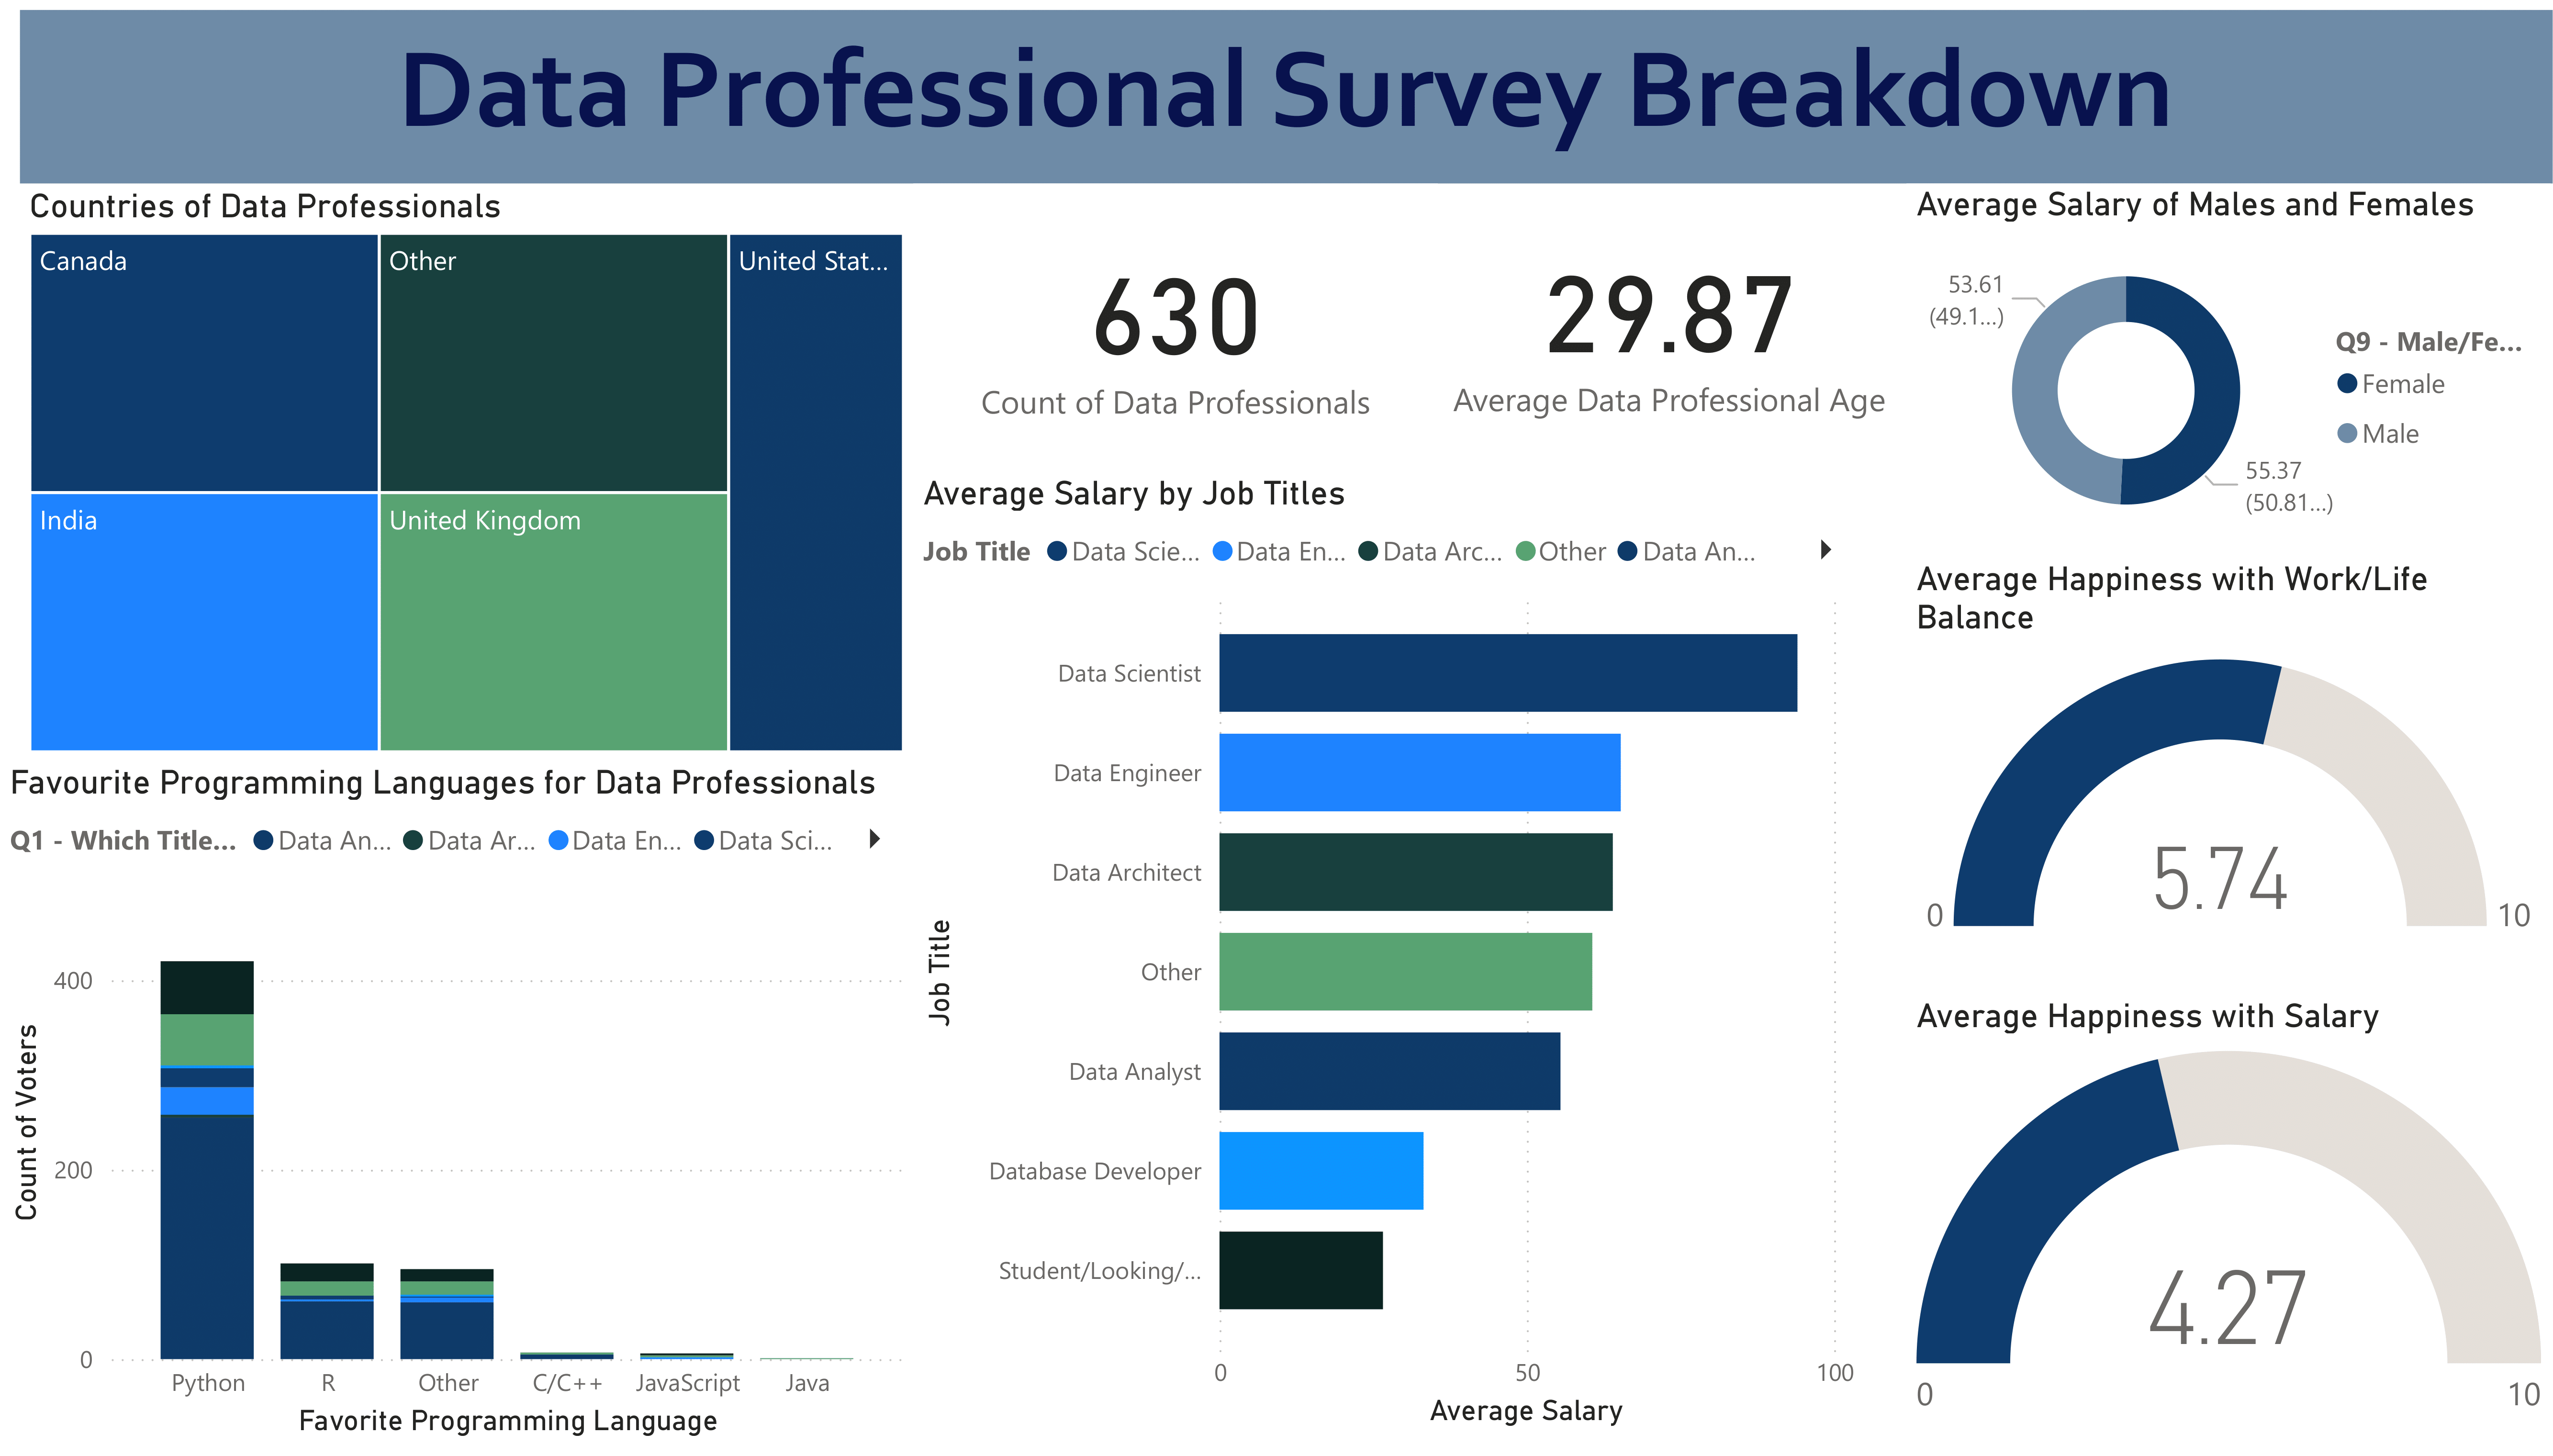 Data Professional Survey Breakdown
Countries of Data Professionals
Canada
Other
United Stat...
India
United Kingdom
630
Count of Data Professionals
29.87
Average Data Professional Age
Average Salary of Males and Females
53.61
(49.1...)
55.37
(50.81...)
Q9 - Male/Fe...
Female
Male
Favourite Programming Languages for Data Professionals
Q1 - Which Title... Data An... Data Ar... Data En... Data Sci...
Count of Voters
400
200
0
Python R Other C/C++ JavaScript Java
Favorite Programming Language
Average Salary by Job Titles
Job Title Data Scie... Data En... Data Arc... Other Data An...
Job Title
Data Scientist
Data Engineer
Data Architect
Other
Data Analyst
Database Developer
Student/Looking/...
0 50 100
Average Salary
Average Happiness with Work/Life
Balance
5.74
0 10
Average Happiness with Salary
4.27
0 10